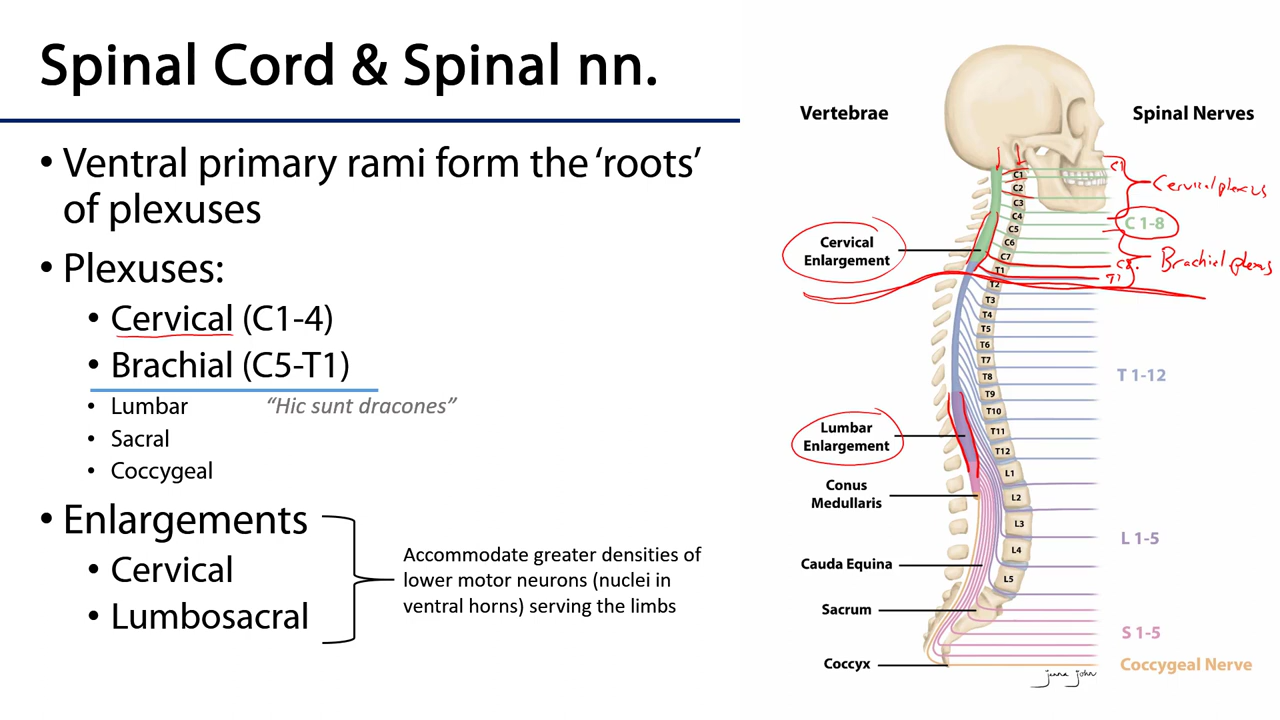 Spinal Cord & Spinal nn.
• Ventral primary rami form the ‘roots’
of plexuses
• Plexuses:
• Cervical (C1-4)
• Brachial (C5-T1)
• Lumbar “Hic sunt dracones”
• Sacral
• Coccygeal
• Enlargements
• Cervical
• Lumbosacral
Accommodate greater densities of
lower motor neurons (nuclei in
ventral horns) serving the limbs
Vertebrae
Spinal Nerves
Cervical
Enlargement
Lumbar
Enlargement
Conus
Medullaris
Cauda Equina
Sacrum
Coccyx
C1
C2
C3
C4
C5
C6
C7
T1
T2
T3
T4
T5
T6
T7
T8
T9
T10
T11
T12
L1
L2
L3
L4
L5
C1
Cervical plexus
C 1-8
Brachial plexus
C8
T1
T 1-12
L 1-5
S 1-5
Coccygeal Nerve
jenna john